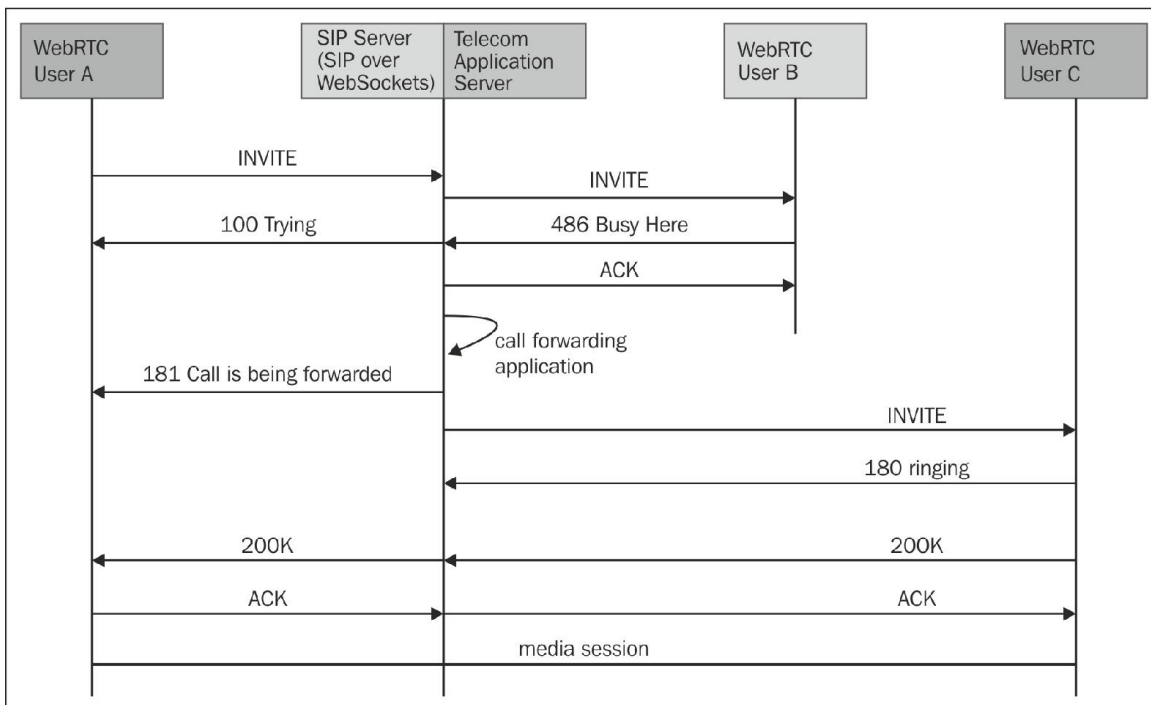 WebRTC
User A
SIP Server
(SIP over
WebSockets)
Telecom
Application
Server
WebRTC
User B
WebRTC
User C
INVITE
INVITE
100 Trying
486 Busy Here
ACK
call forwarding
application
181 Call is being forwarded
INVITE
180 ringing
200K
200K
ACK
ACK
media session